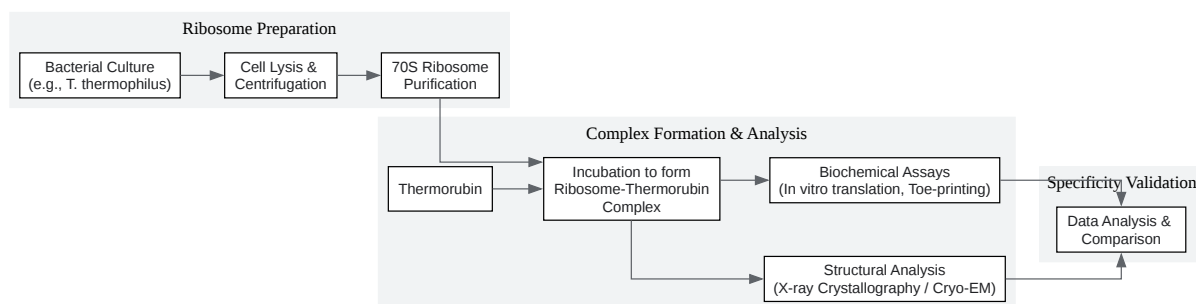 Ribosome Preparation
Bacterial Culture
(e.g., T. thermophilus)
Cell Lysis &
Centrifugation
70S Ribosome
Purification
Complex Formation & Analysis
Thermorubin
Incubation to form
Ribosome-Thermorubin
Complex
Biochemical Assays
(In vitro translation, Toe-printing)
Structural Analysis
(X-ray Crystallography / Cryo-EM)
Specificity Validation
Data Analysis &
Comparison